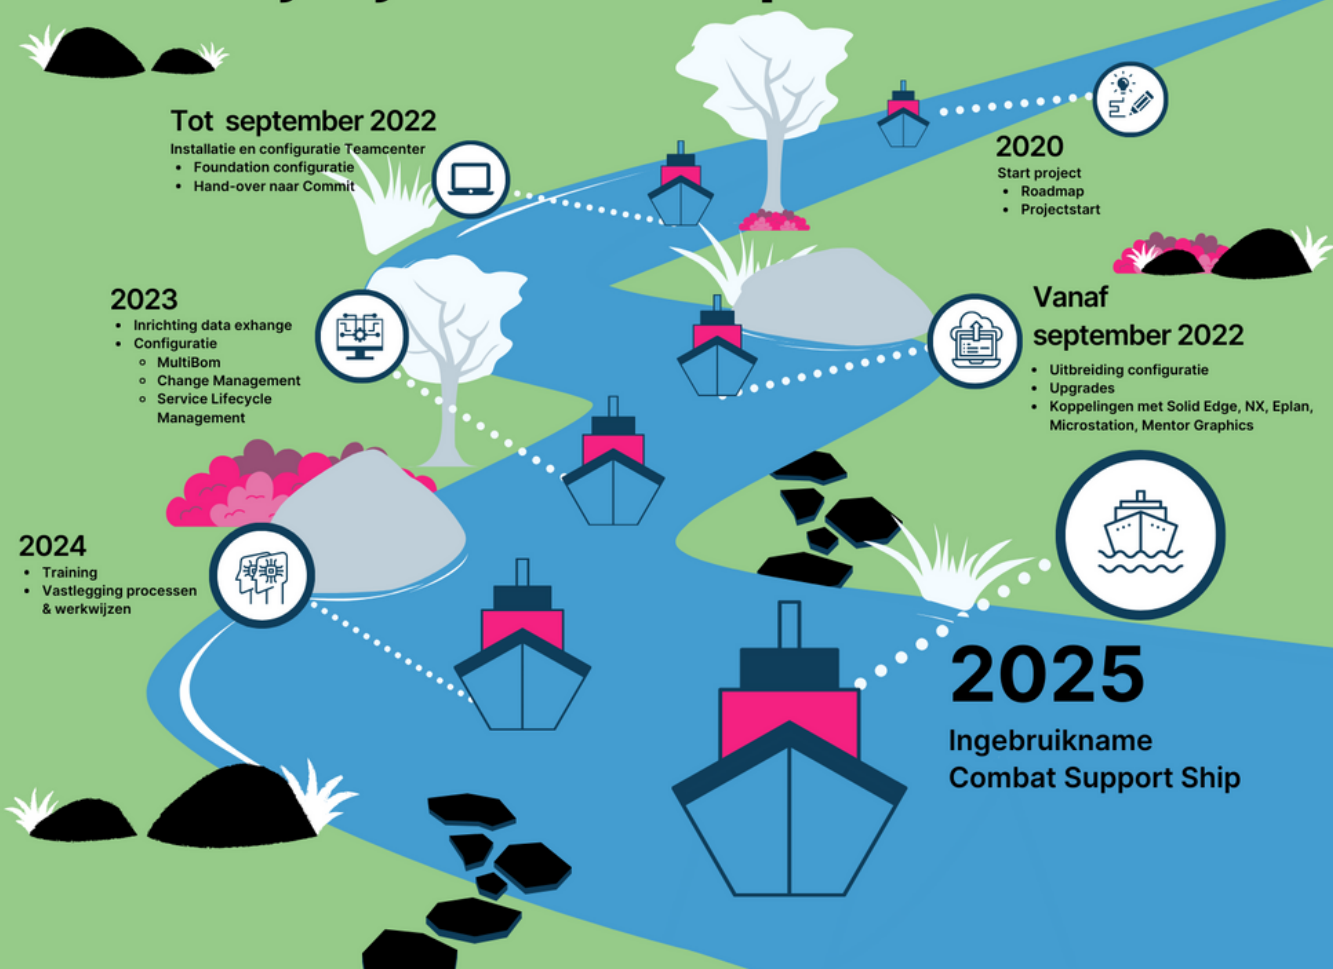 2020
Start project
• Roadmap
• Projectstart
Tot september 2022
Installatie en configuratie Teamcenter
• Foundation configuratie
• Hand-over naar Commit
Vanaf
september 2022
• Uitbreiding configuratie
• Upgrades
• Koppelingen met Solid Edge, NX, Eplan,
Microstation, Mentor Graphics
2023
• Inrichting data exhange
• Configuratie
◦ MultiBom
◦ Change Management
◦ Service Lifecycle
Management
2024
• Training
• Vastlegging processen
& werkwijzen
2025
Ingebruikname
Combat Support Ship